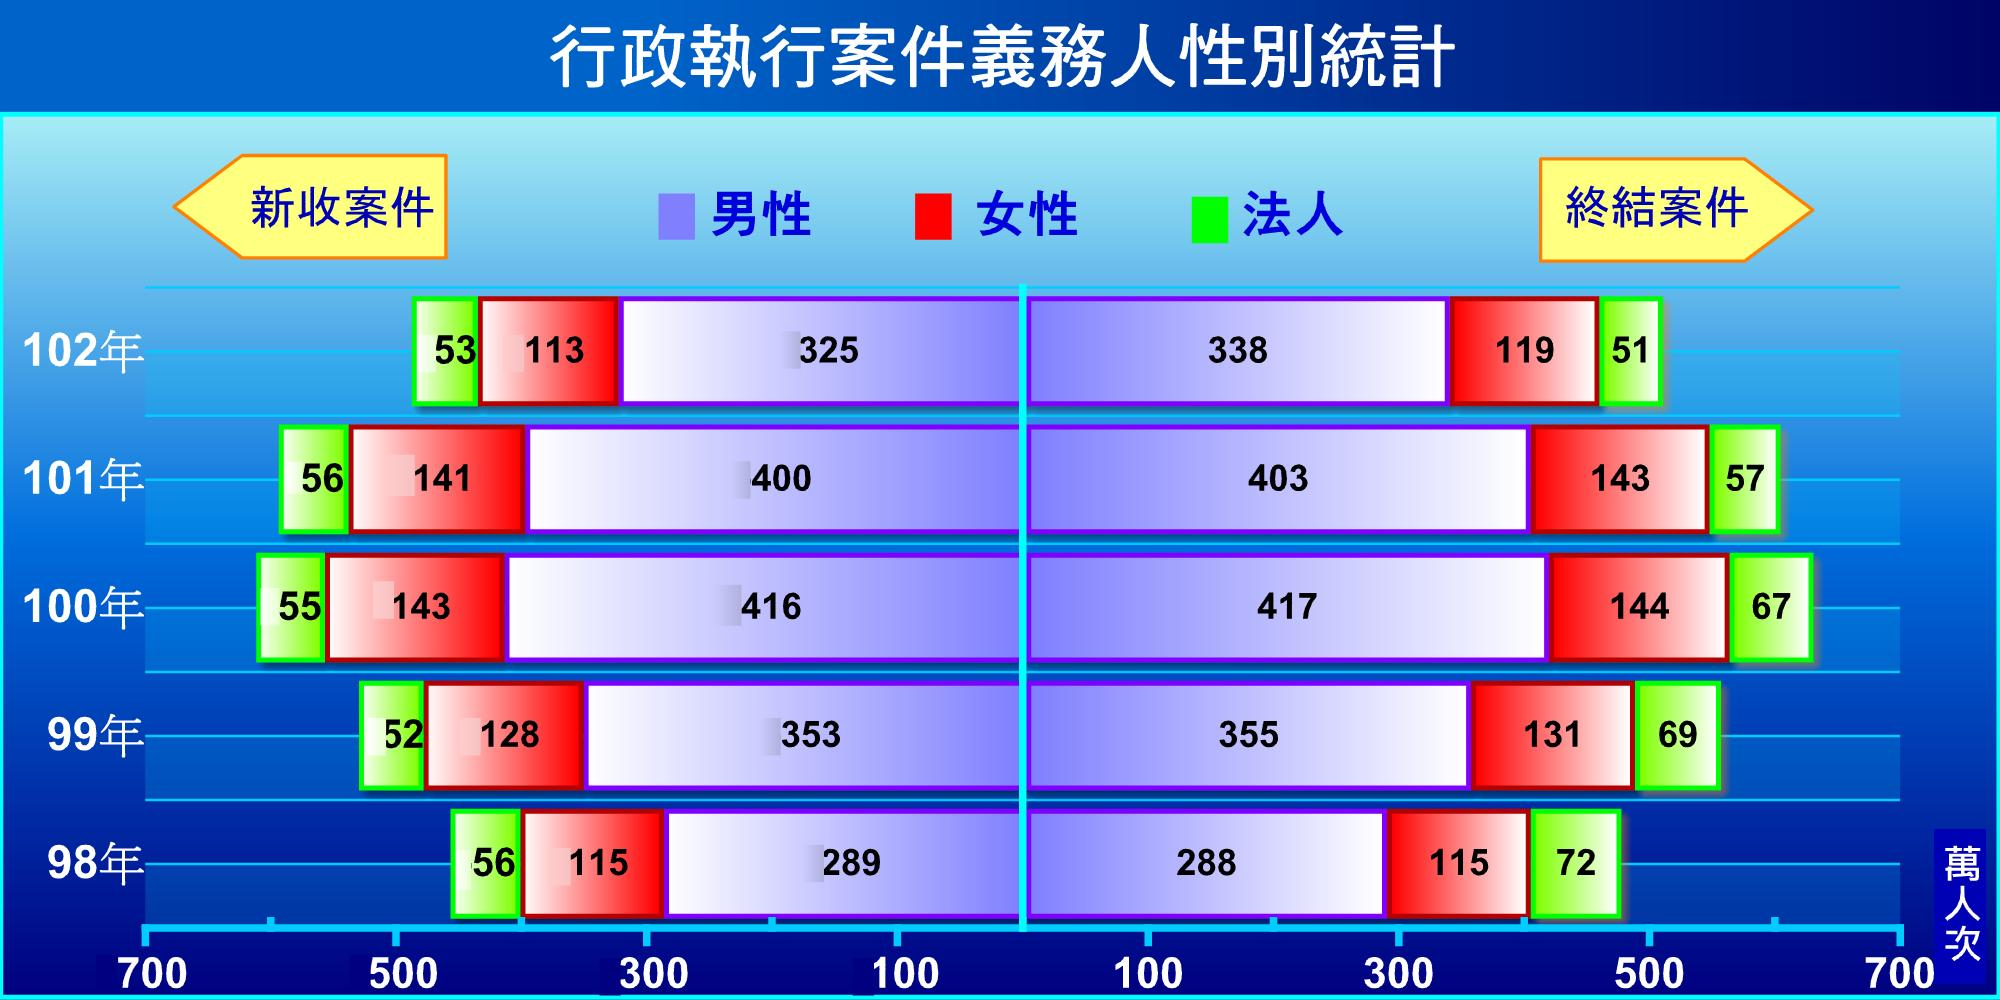 行政執行案件義務人性別統計
新收案件
男性 女性 法人
終結案件
102年 53 113 325 338 119 51
101年 56 141 400 403 143 57
100年 55 143 416 417 144 67
99年 52 128 353 355 131 69
98年 56 115 289 288 115 72
700 500 300 100 100 300 500 700
萬人次